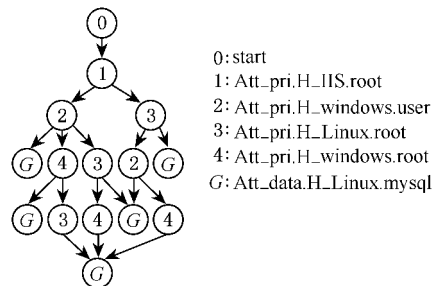 0
1
2 3
G 4 3 2 G
G 3 4 G 4
G
0: start
1: Att_pri.H_IIS.root
2: Att_pri.H_windows.user
3: Att_pri.H_Linux.root
4: Att_pri.H_windows.root
G: Att_data.H_Linux.mysql